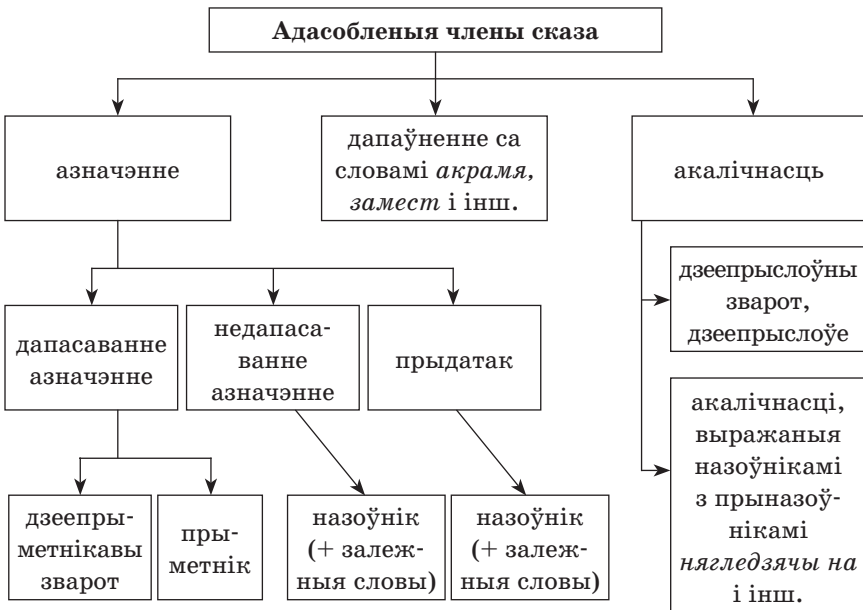 Адасобленыя члены сказа
азначэнне
дапаўненне са
словамі акрамя,
замест і інш.
акалічнасць
дапасаванне
азначэнне
недапаса-
ванне
азначэнне
прыдатак
дзеепрыслоўны
зварот,
дзеепрыслоўе
дзеепры-
метнікавы
зварот
пры-
метнік
назоўнік
(+ залеж-
ныя словы)
назоўнік
(+ залеж-
ныя словы)
акалічнасці,
выражаныя
назоўнікамі
з прыназоў-
нікамі
нягледзячы на
і інш.